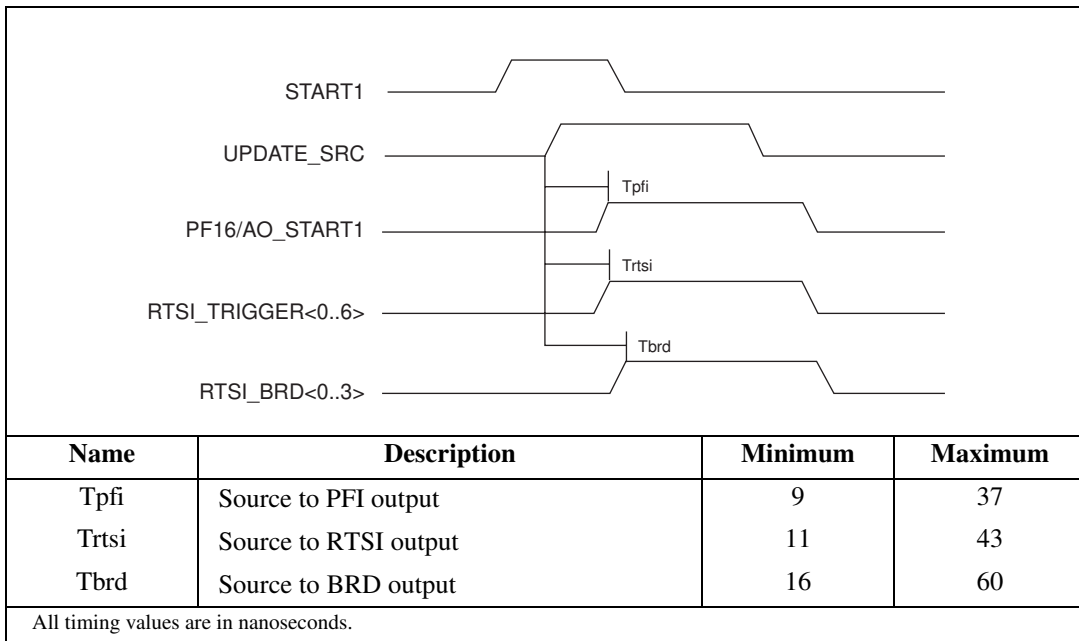 START1
UPDATE_SRC
Tpfi
PF16/AO_START1
Trtsi
RTSI_TRIGGER<0..6>
Tbrd
RTSI_BRD<0..3>
Name Description Minimum Maximum
Tpfi Source to PFI output 9 37
Trtsi Source to RTSI output 11 43
Tbrd Source to BRD output 16 60
All timing values are in nanoseconds.